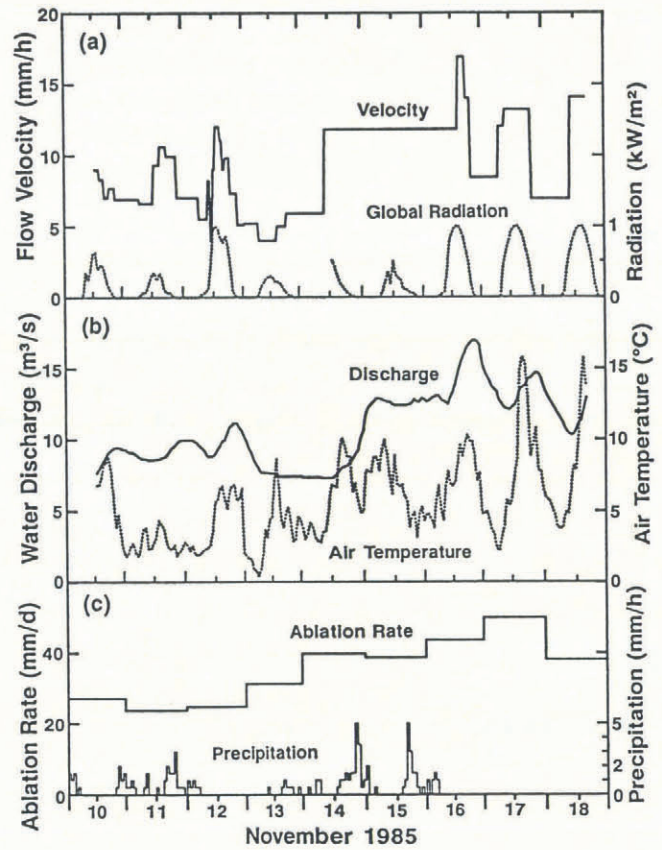 (a)
Flow Velocity (mm/h)
20
15
10
5
0
Velocity
Global Radiation
Radiation (kW/m²)
1
0
(b)
Water Discharge (m³/s)
15
10
5
0
Discharge
Air Temperature
Air Temperature (°C)
15
10
5
0
(c)
Ablation Rate (mm/d)
40
20
0
Ablation Rate
Precipitation
Precipitation (mm/h)
5
2
0
10 11 12 13 14 15 16 17 18
November 1985